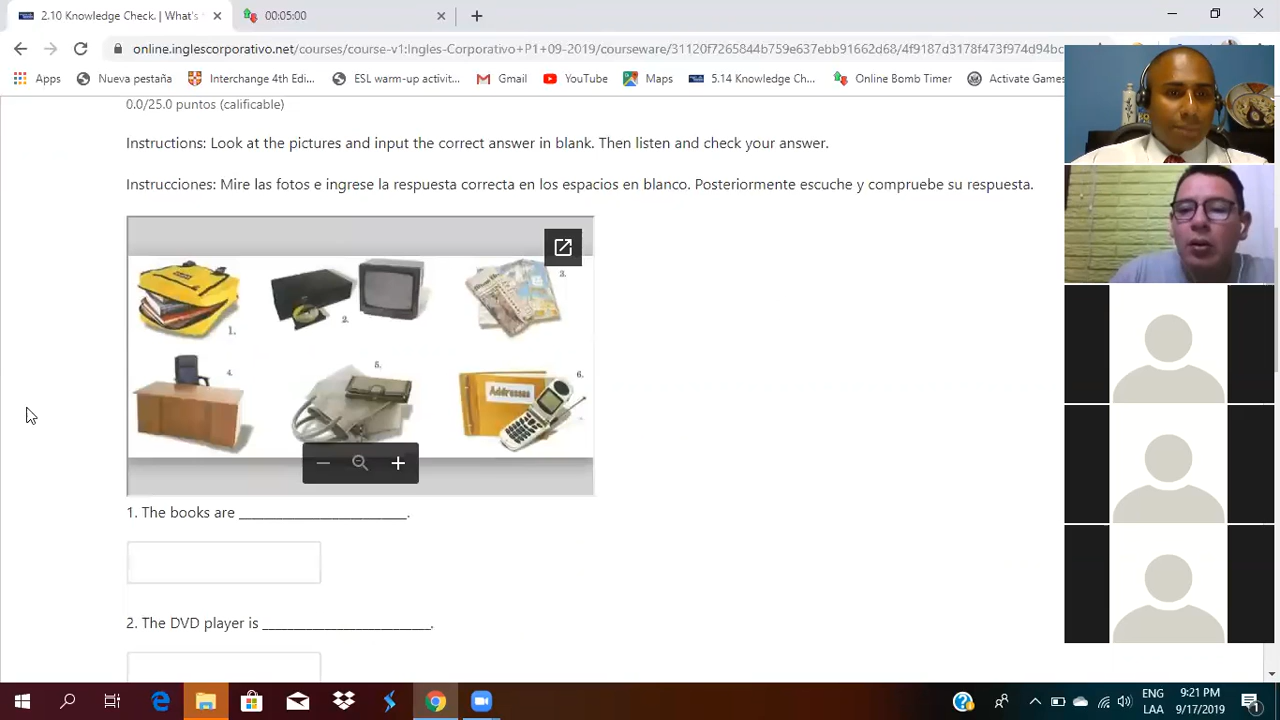 2.10 Knowledge Check. | What's
00:05:00
online.inglescorporativo.net/courses/course-v1:Ingles-Corporativo+P1+09-2019/courseware/31120f7265844b759e637ebb91662d68/4f9187d3178f473f974d94bc
Apps
Nueva pestaña
Interchange 4th Edi...
ESL warm-up activit...
Gmail
YouTube
Maps
5.14 Knowledge Ch...
Online Bomb Timer
Activate Games
0.0/25.0 puntos (calificable)
Instructions: Look at the pictures and input the correct answer in blank. Then listen and check your answer.
Instrucciones: Mire las fotos e ingrese la respuesta correcta en los espacios en blanco. Posteriormente escuche y compruebe su respuesta.
1.
2.
3.
4.
5.
6.
Addresses
1. The books are ________________________.
2. The DVD player is ________________________.
ENG
LAA
9:21 PM
9/17/2019
1